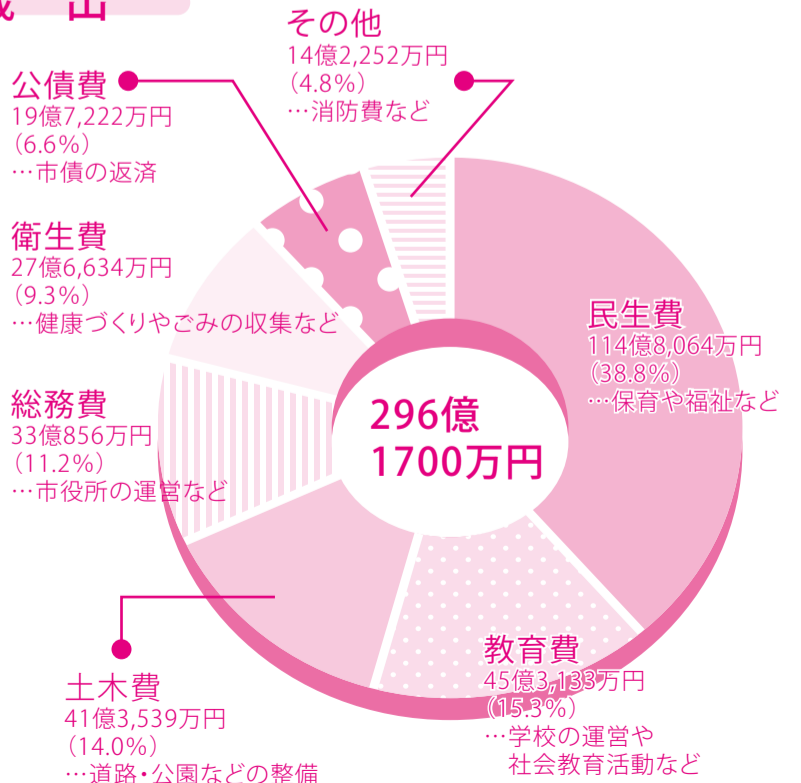 歳 出
その他
14億2,252万円
（4.8%）
…消防費など
公債費
19億7,222万円
（6.6%）
…市債の返済
衛生費
27億6,634万円
（9.3%）
…健康づくりやごみの収集など
民生費
114億8,064万円
（38.8%）
…保育や福祉など
296億
1700万円
総務費
33億856万円
（11.2%）
…市役所の運営など
教育費
45億3,133万円
（15.3%）
…学校の運営や
社会教育活動など
土木費
41億3,539万円
（14.0%）
…道路・公園などの整備